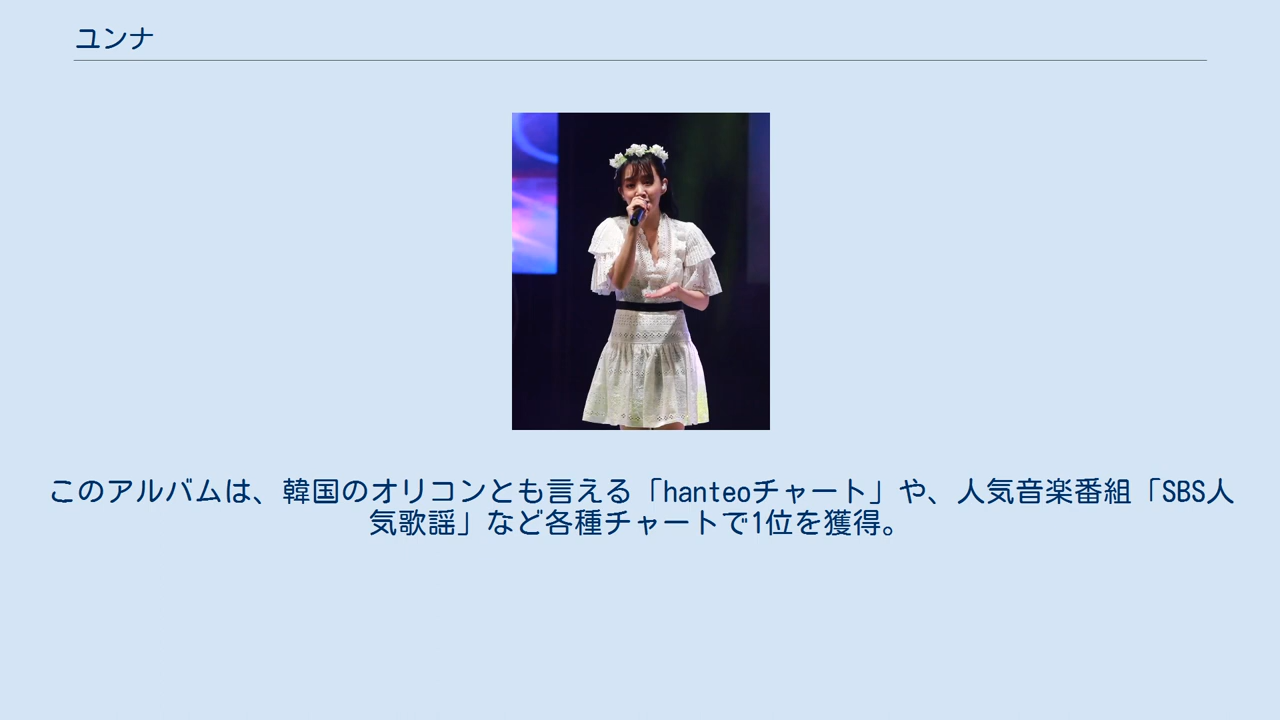 ユンナ
このアルバムは、韓国のオリコンとも言える「hanteoチャート」や、人気音楽番組「SBS人
気歌謡」など各種チャートで1位を獲得。